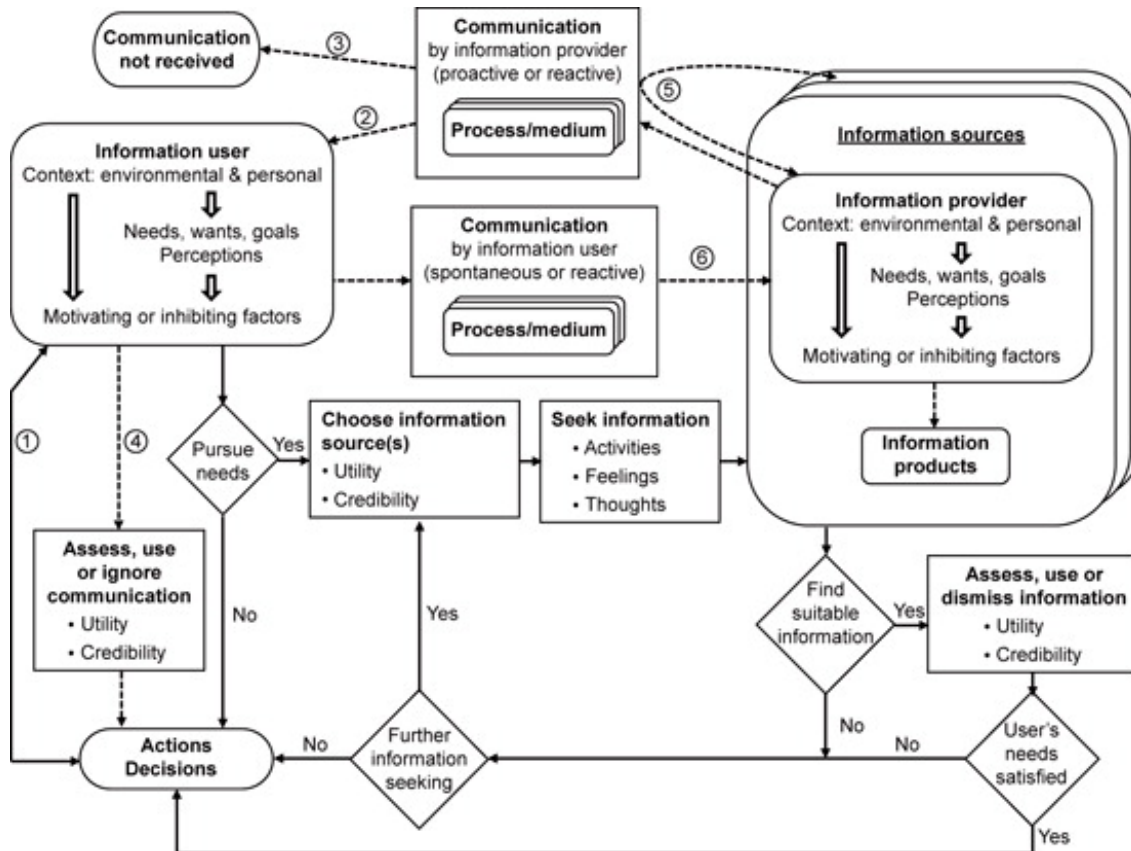 Communication
not received
③
Communication
by information provider
(proactive or reactive)
Process/medium
⑤
②
Information user
Context: environmental & personal
Needs, wants, goals
Perceptions
Motivating or inhibiting factors
Communication
by information user
(spontaneous or reactive)
Process/medium
⑥
Information sources
Information provider
Context: environmental & personal
Needs, wants, goals
Perceptions
Motivating or inhibiting factors
Information
products
①
④
Pursue
needs
Yes
Choose information
source(s)
• Utility
• Credibility
Seek information
• Activities
• Feelings
• Thoughts
Assess, use
or ignore
communication
• Utility
• Credibility
No
Yes
Find
suitable
information
Yes
Assess, use or
dismiss information
• Utility
• Credibility
No
Actions
Decisions
No
Further
information
seeking
No
User's
needs
satisfied
Yes